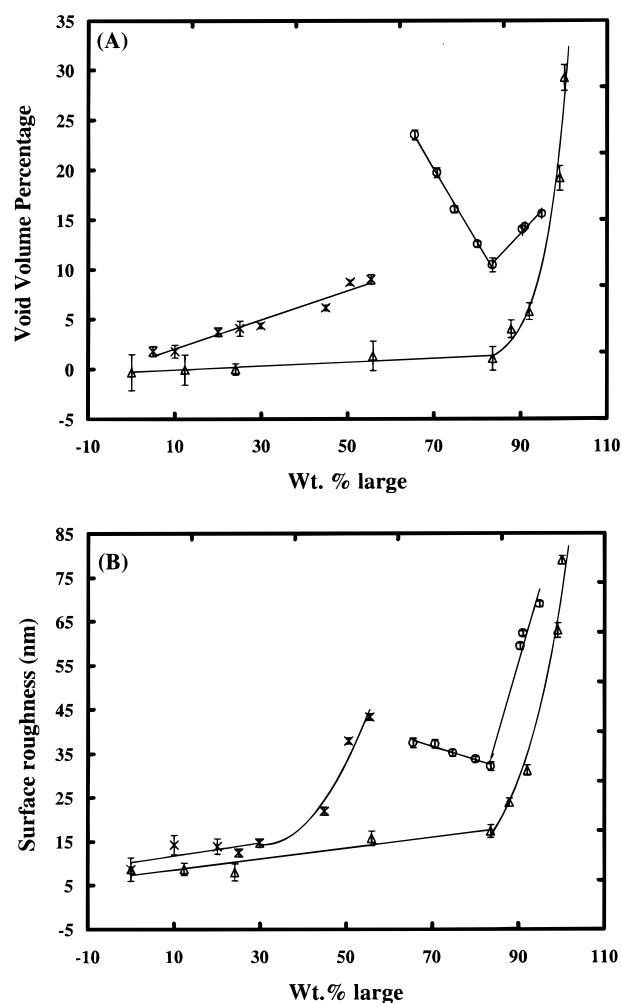 35
(A)
30
25
20
15
10
5
0
-5
Void Volume Percentage
-10 10 30 50 70 90 110
Wt. % large
85
(B)
75
65
55
45
35
25
15
5
-5
Surface roughness (nm)
-10 10 30 50 70 90 110
Wt.% large